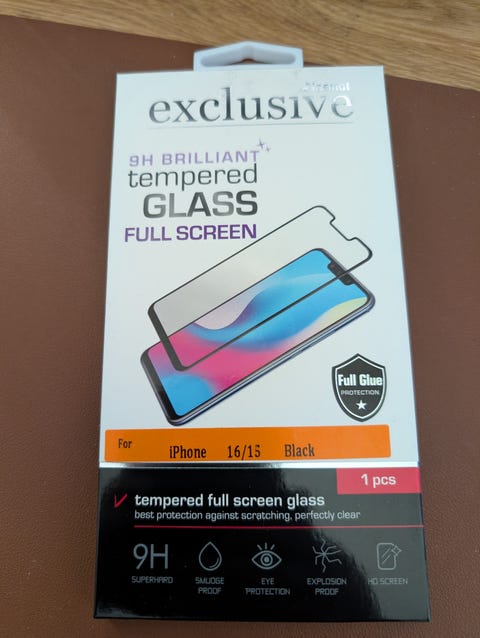 exclusive
9H BRILLIANT
tempered
GLASS
FULL SCREEN
Full Glue
PROTECTION
For iPhone 16/15 Black
1 pcs
tempered full screen glass
best protection against scratching, perfectly clear
9H
SUPERHARD
SMUDGE PROOF
EYE PROTECTION
EXPLOSION PROOF
HD SCREEN